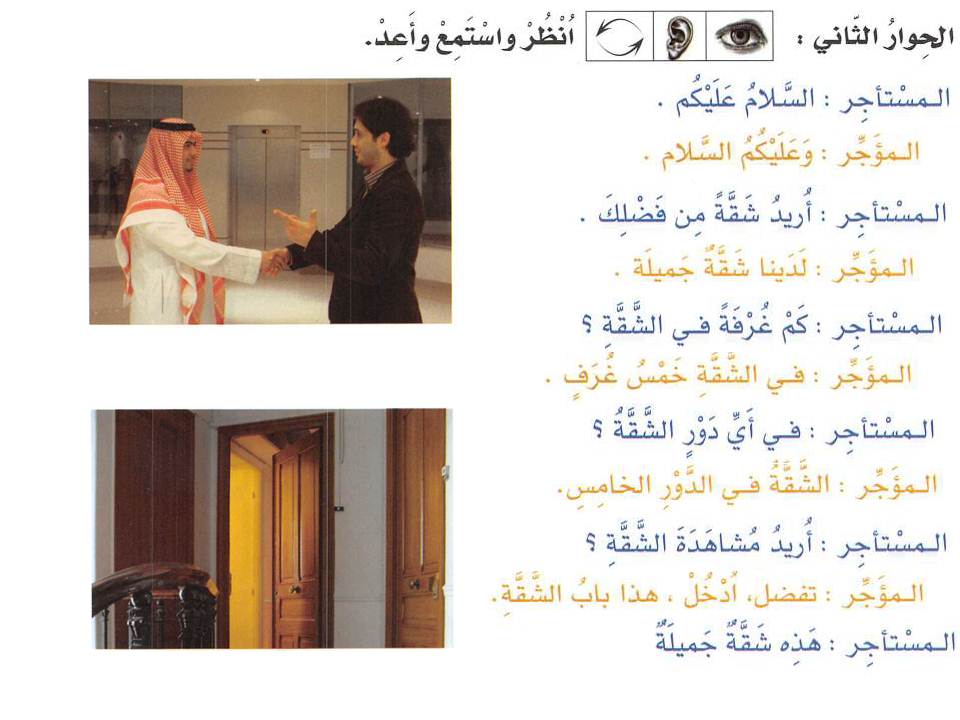 الحِوارُ الثّاني : اُنْظُرْ واسْتَمِعْ وأَعِدْ.
المسْتأجِر : السَّلامُ عَلَيْكُم .
المؤَجِّر : وَعَلَيْكُمُ السَّلام .
المسْتأجِر : أُريدُ شَقَّةً مِن فَضْلِكَ .
المؤَجِّر : لَدَينا شَقَّةٌ جَميلَة .
المسْتأجِر : كَمْ غُرْفَةً في الشَّقَّةِ ؟
المؤَجِّر : في الشَّقَّةِ خَمْسُ غُرَفٍ .
المسْتأجِر : في أَيِّ دَوْرٍ الشَّقَّةُ ؟
المؤَجِّر : الشَّقَّةُ في الدَّوْرِ الخامِسِ.
المسْتأجِر : أُريدُ مُشاهَدَةَ الشَّقَّةِ ؟
المؤَجِّر : تفضل، اُدْخُلْ ، هذا بابُ الشَّقَّةِ.
المسْتأجِر : هَذِه شَقَّةٌ جَميلَةٌ